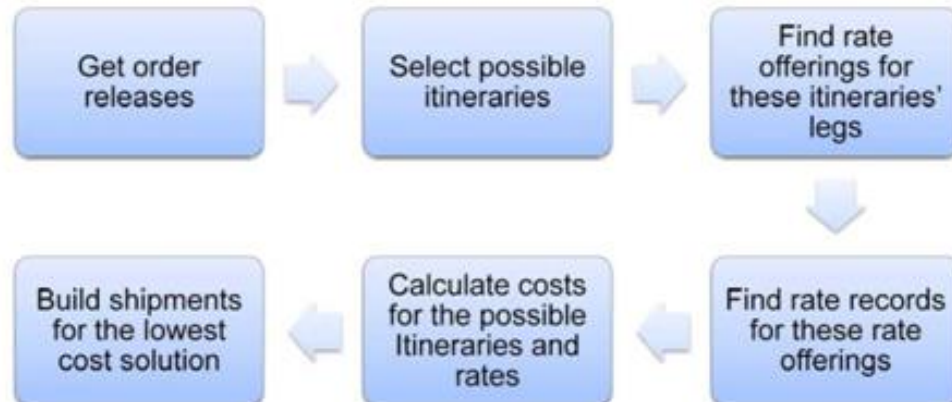 Get order
releases
Select possible
itineraries
Find rate
offerings for
these itineraries'
legs
Find rate records
for these rate
offerings
Calculate costs
for the possible
Itineraries and
rates
Build shipments
for the lowest
cost solution